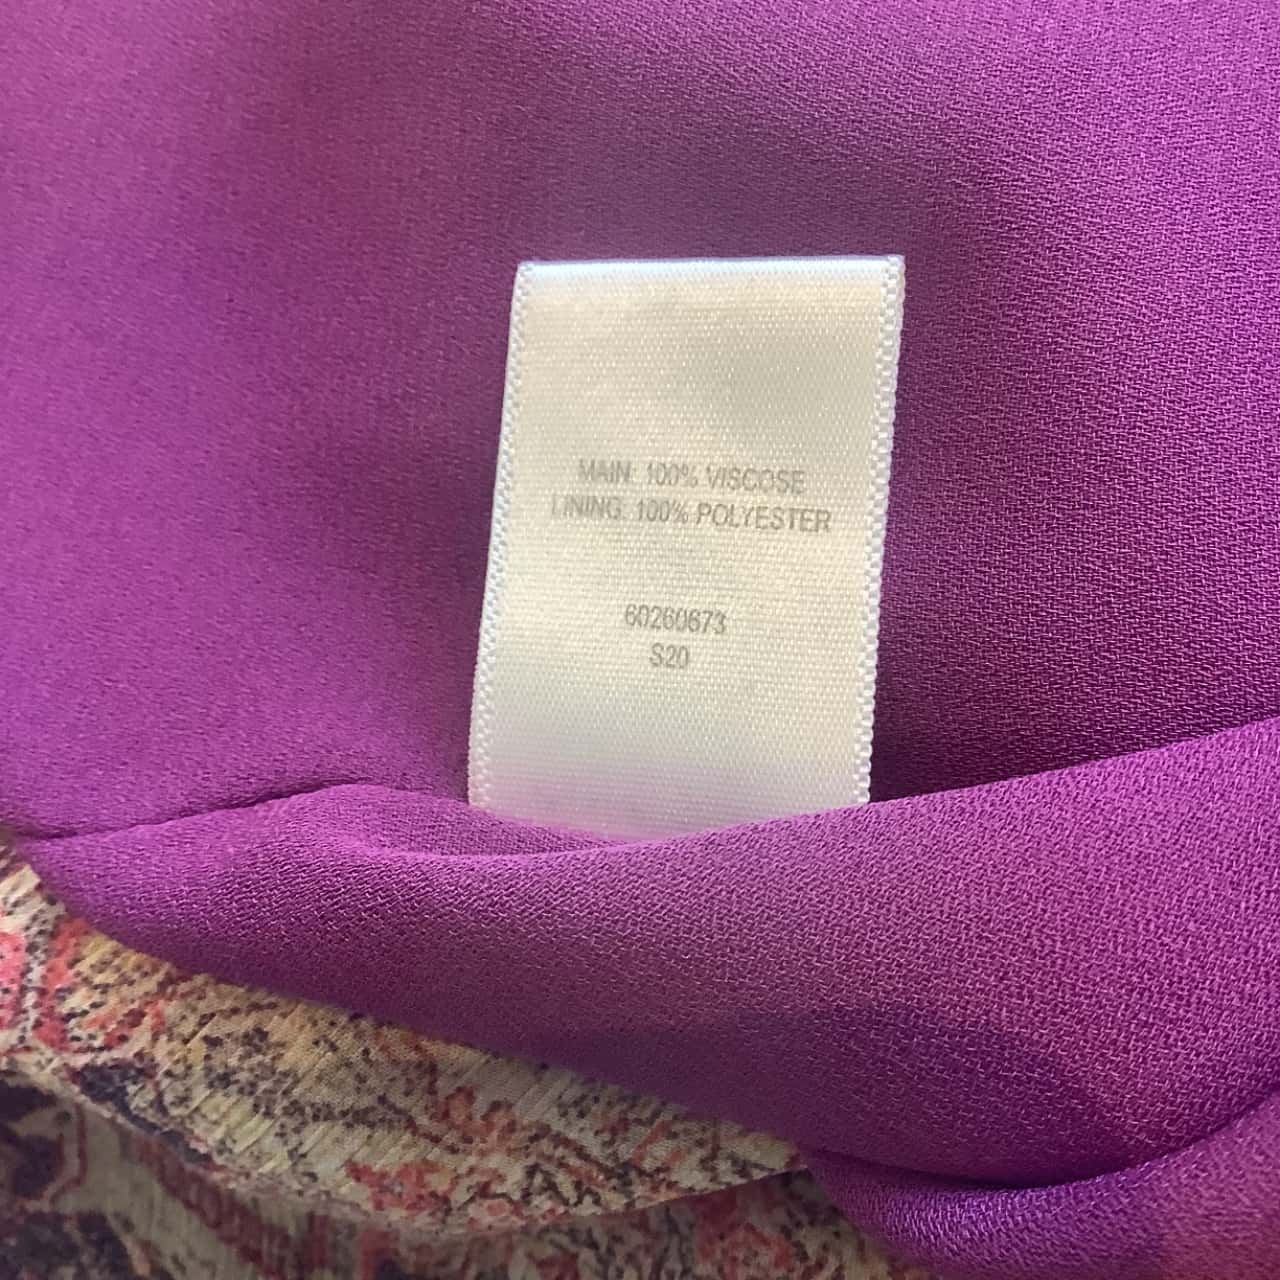 MAIN: 100% VISCOSE
LINING: 100% POLYESTER
60260673
S20